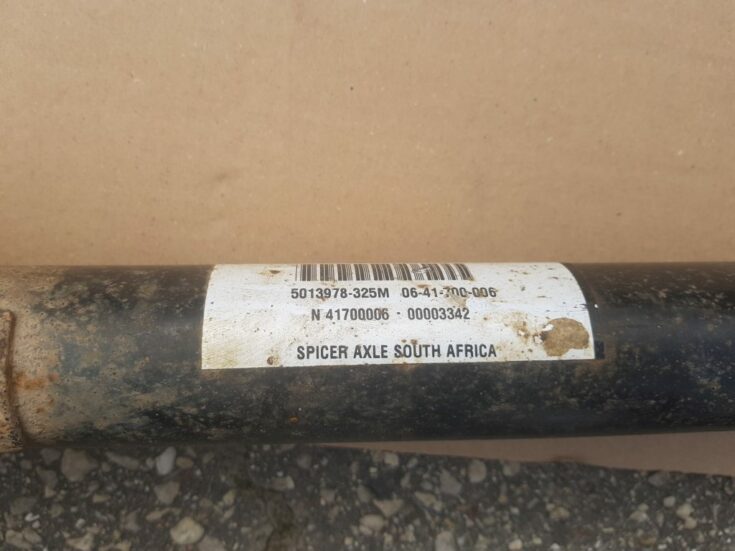 5013978-325M 06-41-700-006
N 41700006 - 00003342
SPICER AXLE SOUTH AFRICA